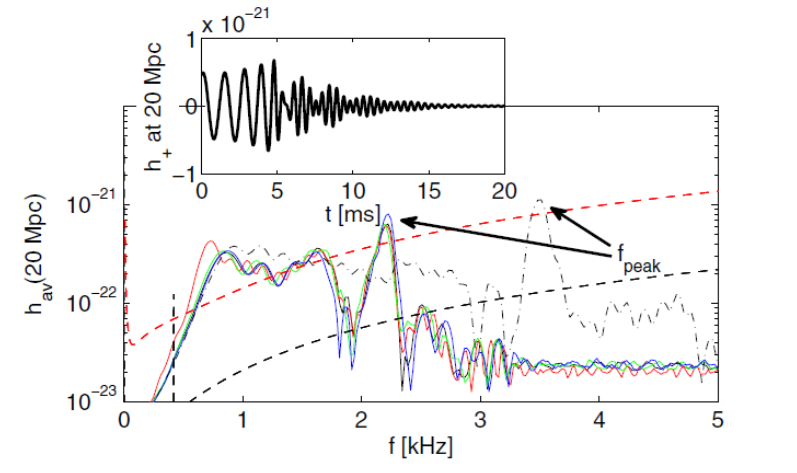 x 10⁻²¹
1
0
−1
h₊ at 20 Mpc
0 5 10 15 20
t [ms]
10⁻²¹
10⁻²²
10⁻²³
h_av(20 Mpc)
f_peak
0 1 2 3 4 5
f [kHz]